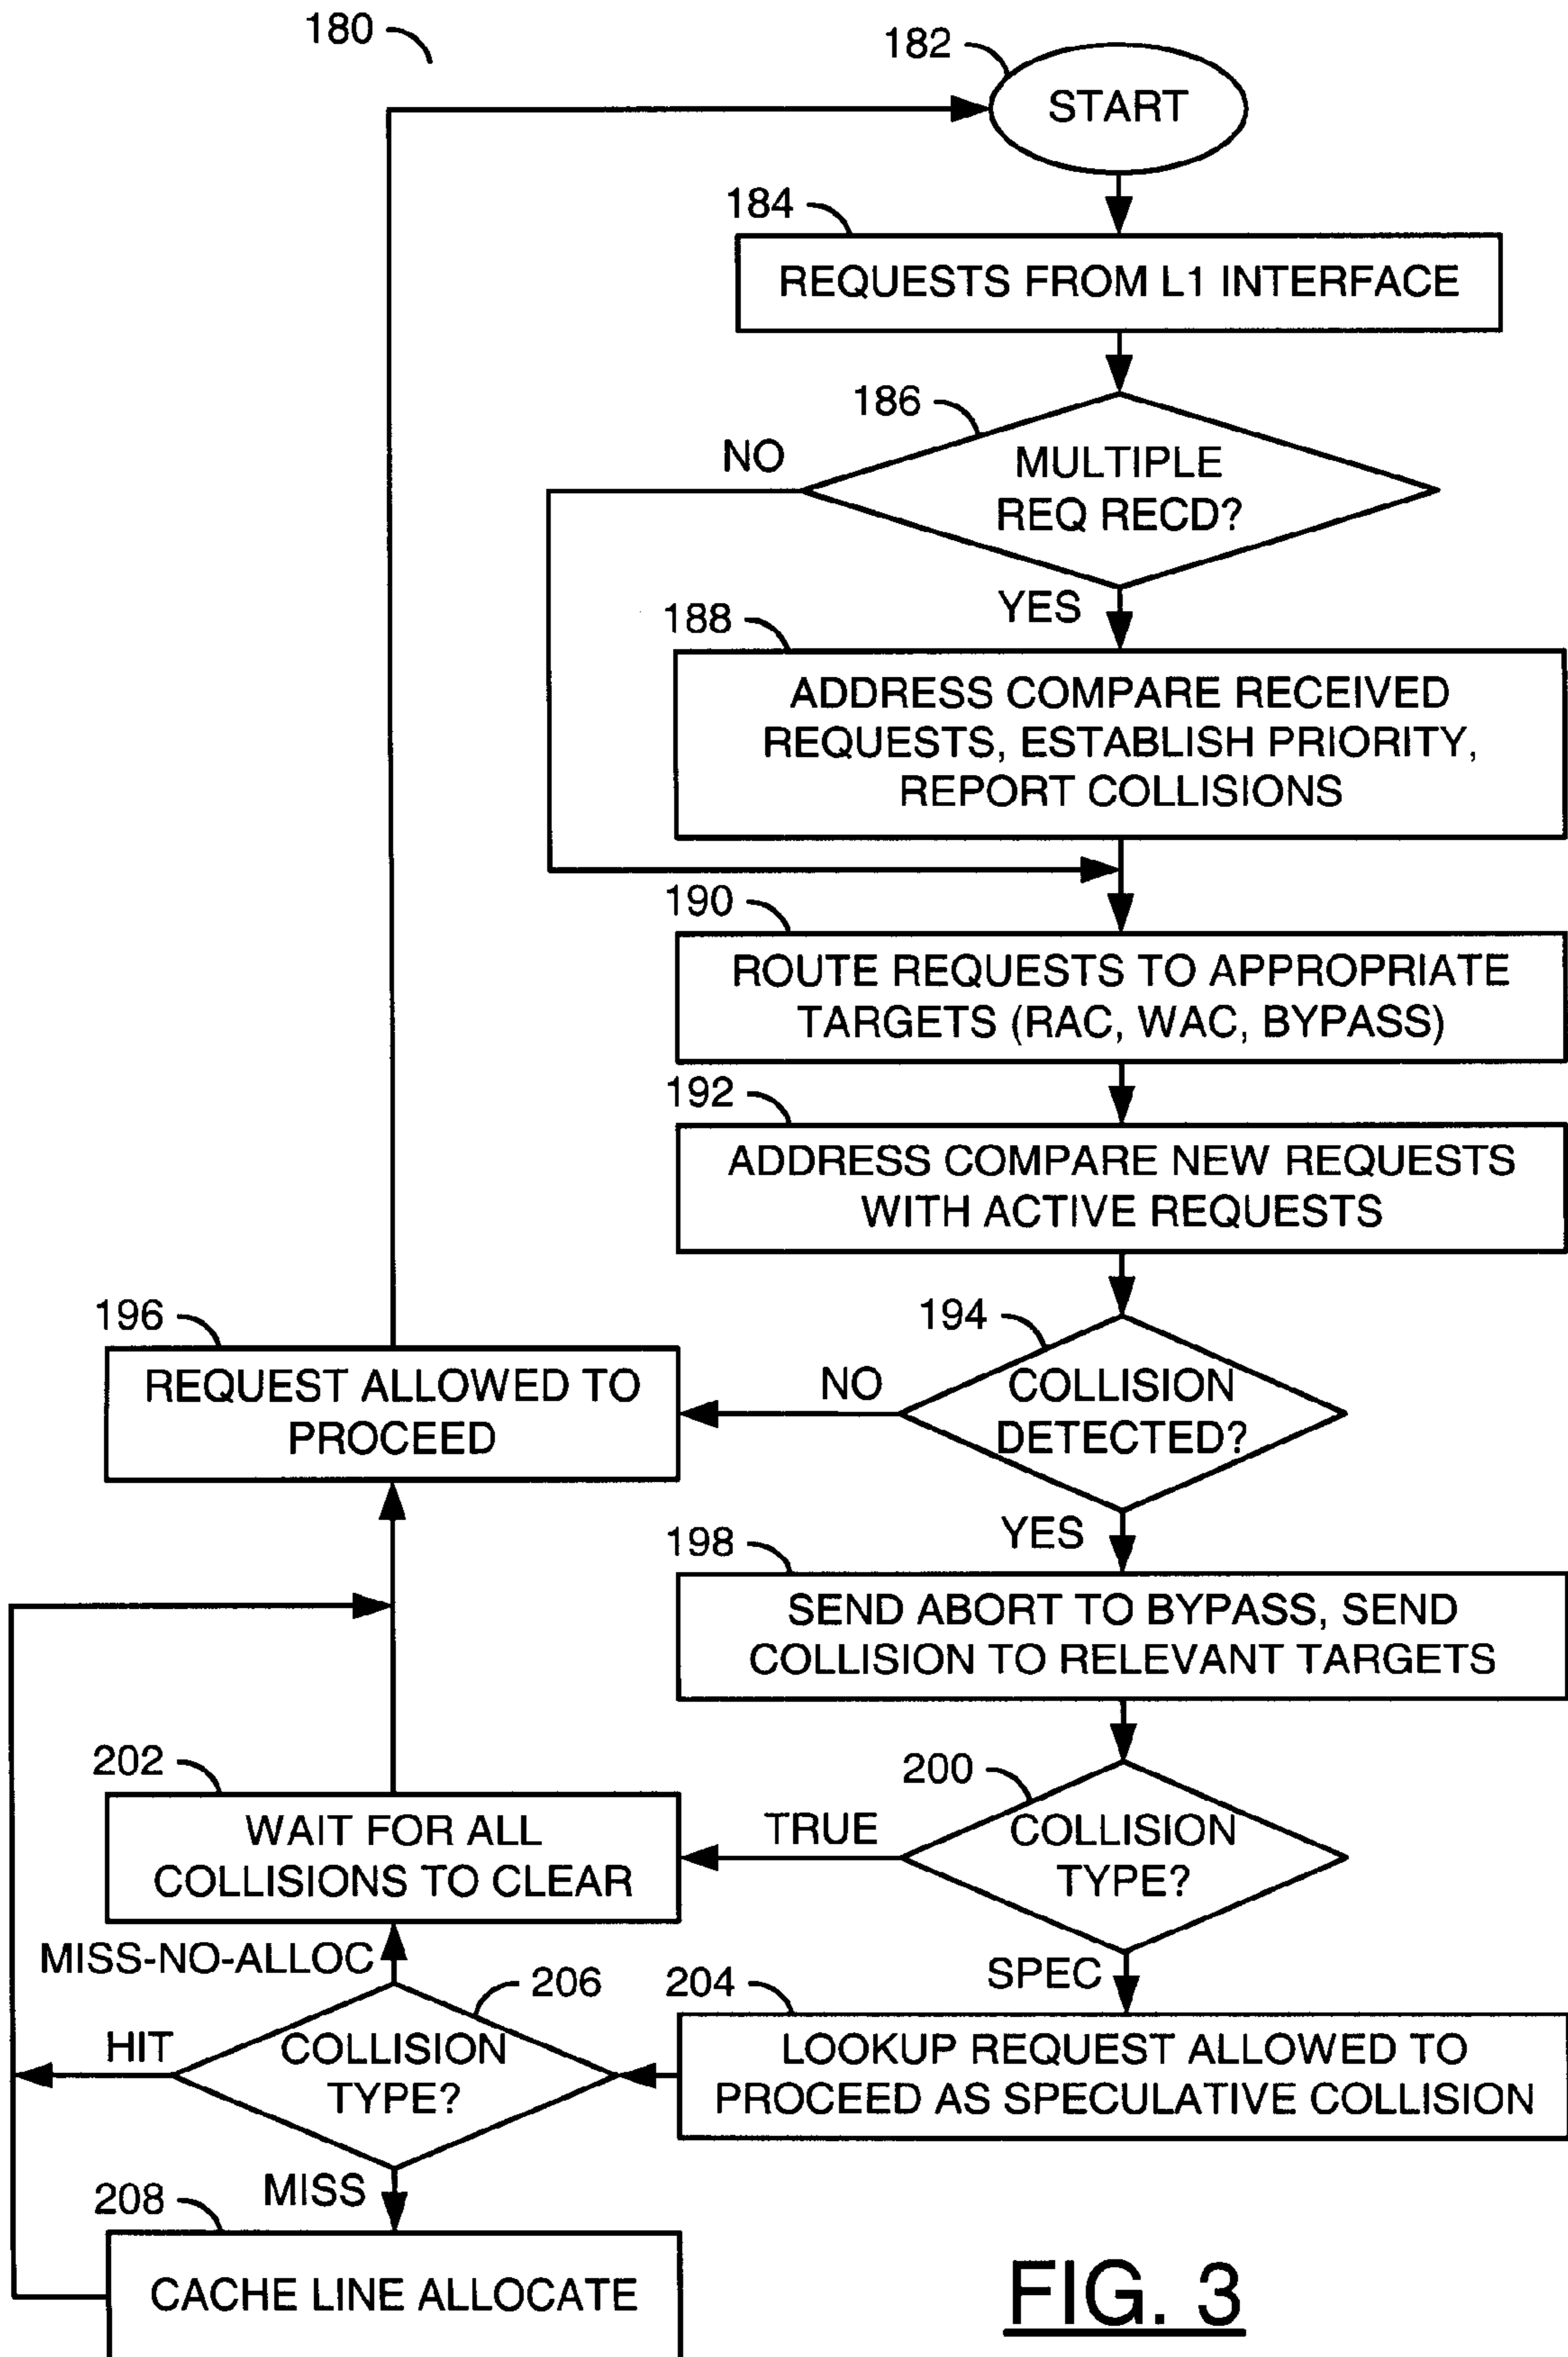 180
182
START
184
REQUESTS FROM L1 INTERFACE
186
NO
MULTIPLE
REQ RECD?
YES
188
ADDRESS COMPARE RECEIVED
REQUESTS, ESTABLISH PRIORITY,
REPORT COLLISIONS
190
ROUTE REQUESTS TO APPROPRIATE
TARGETS (RAC, WAC, BYPASS)
192
ADDRESS COMPARE NEW REQUESTS
WITH ACTIVE REQUESTS
194
COLLISION
DETECTED?
NO
196
REQUEST ALLOWED TO
PROCEED
YES
198
SEND ABORT TO BYPASS, SEND
COLLISION TO RELEVANT TARGETS
200
COLLISION
TYPE?
TRUE
202
WAIT FOR ALL
COLLISIONS TO CLEAR
SPEC
204
LOOKUP REQUEST ALLOWED TO
PROCEED AS SPECULATIVE COLLISION
206
COLLISION
TYPE?
MISS-NO-ALLOC
HIT
MISS
208
CACHE LINE ALLOCATE
FIG. 3